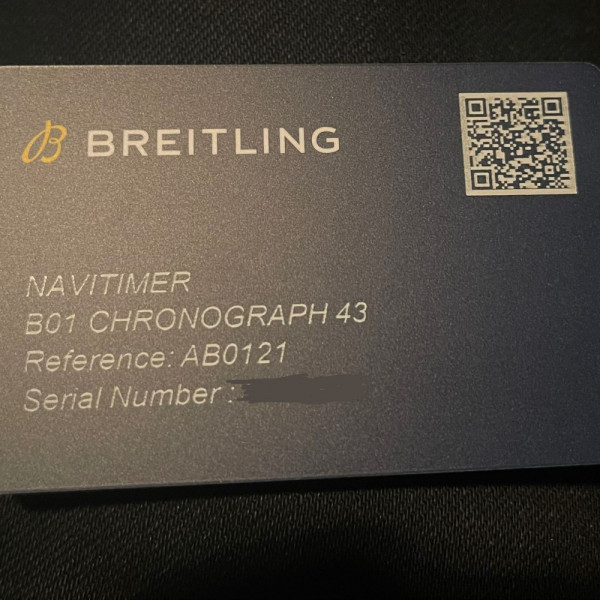 B BREITLING
NAVITIMER
B01 CHRONOGRAPH 43
Reference: AB0121
Serial Number :